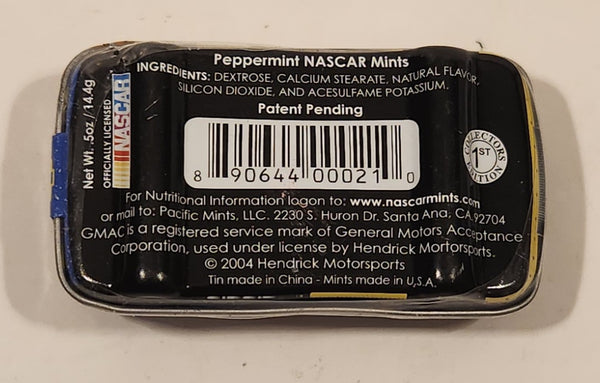 Peppermint NASCAR Mints
INGREDIENTS: DEXTROSE, CALCIUM STEARATE, NATURAL FLAVOR,
SILICON DIOXIDE, AND ACESULFAME POTASSIUM.
Patent Pending
Net Wt. .5oz / 14.4g
OFFICIALLY LICENSED
NASCAR
8 90644 00021 0
COLLECTORS
1ST
EDITION
For Nutritional Information logon to: www.nascarmints.com
or mail to: Pacific Mints, LLC. 2230 S. Huron Dr. Santa Ana, CA 92704
GMAC is a registered service mark of General Motors Acceptance
Corporation, used under license by Hendrick Mortorsports.
© 2004 Hendrick Motorsports
Tin made in China - Mints made in U.S.A.